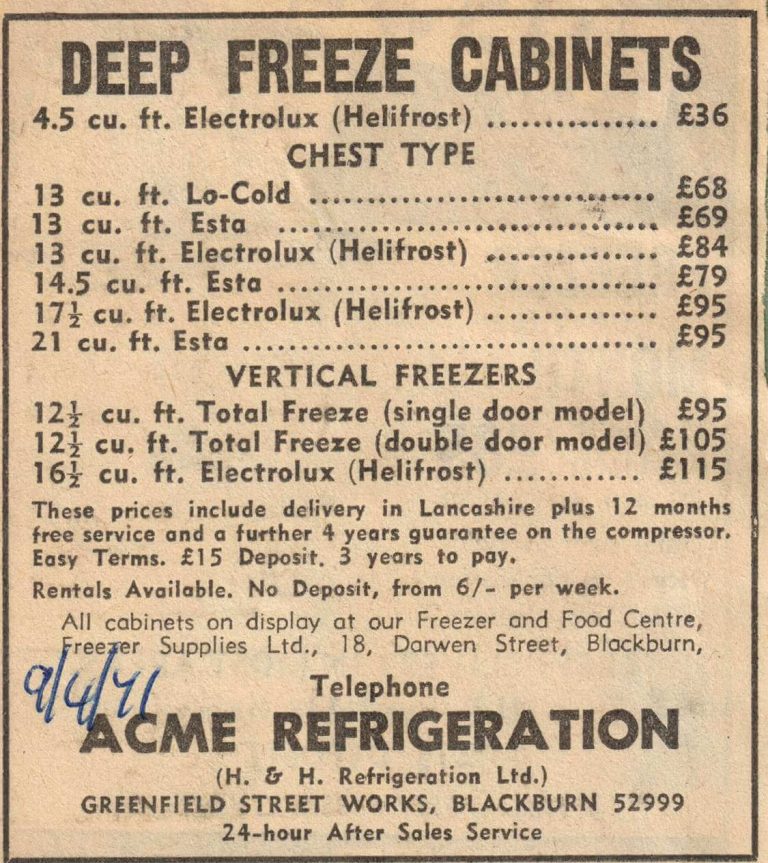 DEEP FREEZE CABINETS
4.5 cu. ft. Electrolux (Helifrost) ............... £36
CHEST TYPE
13 cu. ft. Lo-Cold .............................. £68
13 cu. ft. Esta ................................. £69
13 cu. ft. Electrolux (Helifrost) ............... £84
14.5 cu. ft. Esta ................................. £79
17½ cu. ft. Electrolux (Helifrost) ............... £95
21 cu. ft. Esta .................................... £95
VERTICAL FREEZERS
12½ cu. ft. Total Freeze (single door model) £95
12½ cu. ft. Total Freeze (double door model) £105
16½ cu. ft. Electrolux (Helifrost) ............ £115
These prices include delivery in Lancashire plus 12 months
free service and a further 4 years guarantee on the compressor.
Easy Terms. £15 Deposit. 3 years to pay.
Rentals Available. No Deposit, from 6/- per week.
All cabinets on display at our Freezer and Food Centre,
Freezer Supplies Ltd., 18, Darwen Street, Blackburn,
9/4/71
Telephone
ACME REFRIGERATION
(H. & H. Refrigeration Ltd.)
GREENFIELD STREET WORKS, BLACKBURN 52999
24-hour After Sales Service